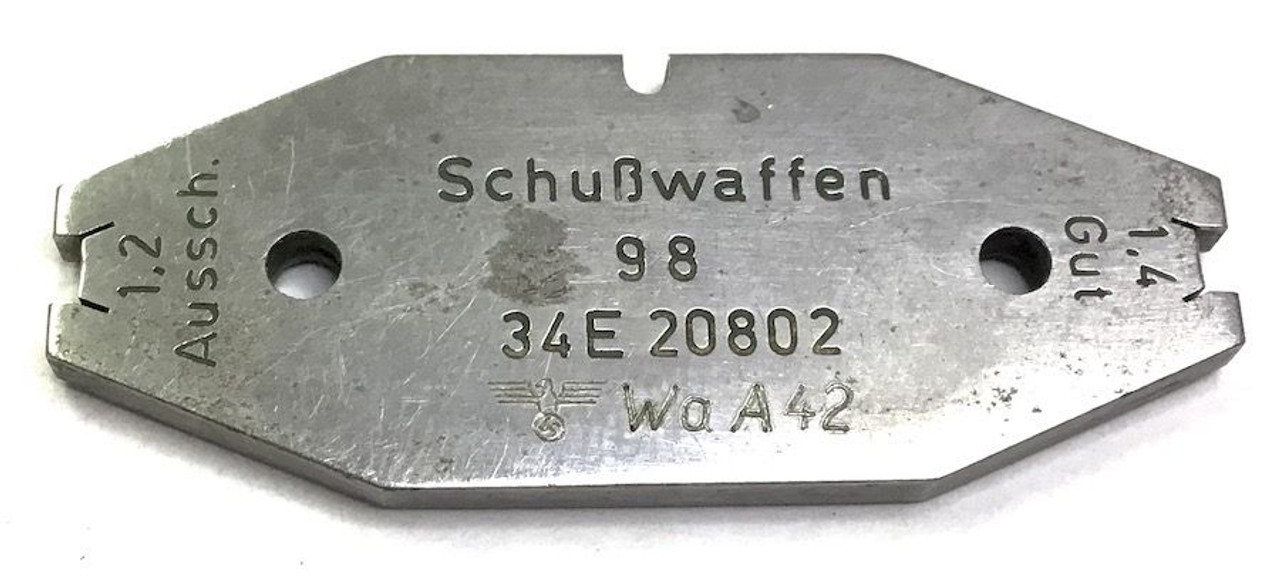 Schußwaffen
98
34E 20802
WaA42
1,2
Aussch.
1,4
Gut